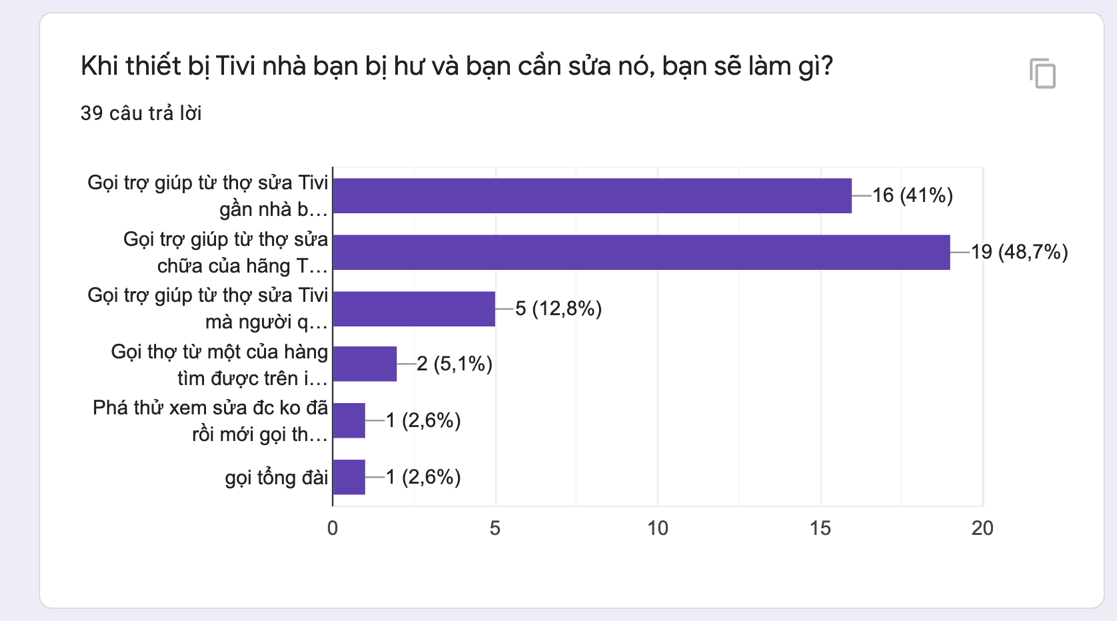 Khi thiết bị Tivi nhà bạn bị hư và bạn cần sửa nó, bạn sẽ làm gì?
39 câu trả lời
Gọi trợ giúp từ thợ sửa Tivi
gần nhà b...
16 (41%)
Gọi trợ giúp từ thợ sửa
chữa của hãng T...
19 (48,7%)
Gọi trợ giúp từ thợ sửa Tivi
mà người q...
5 (12,8%)
Gọi thợ từ một của hàng
tìm được trên i...
2 (5,1%)
Phá thử xem sửa đc ko đã
rồi mới gọi th...
1 (2,6%)
gọi tổng đài
1 (2,6%)
0 5 10 15 20